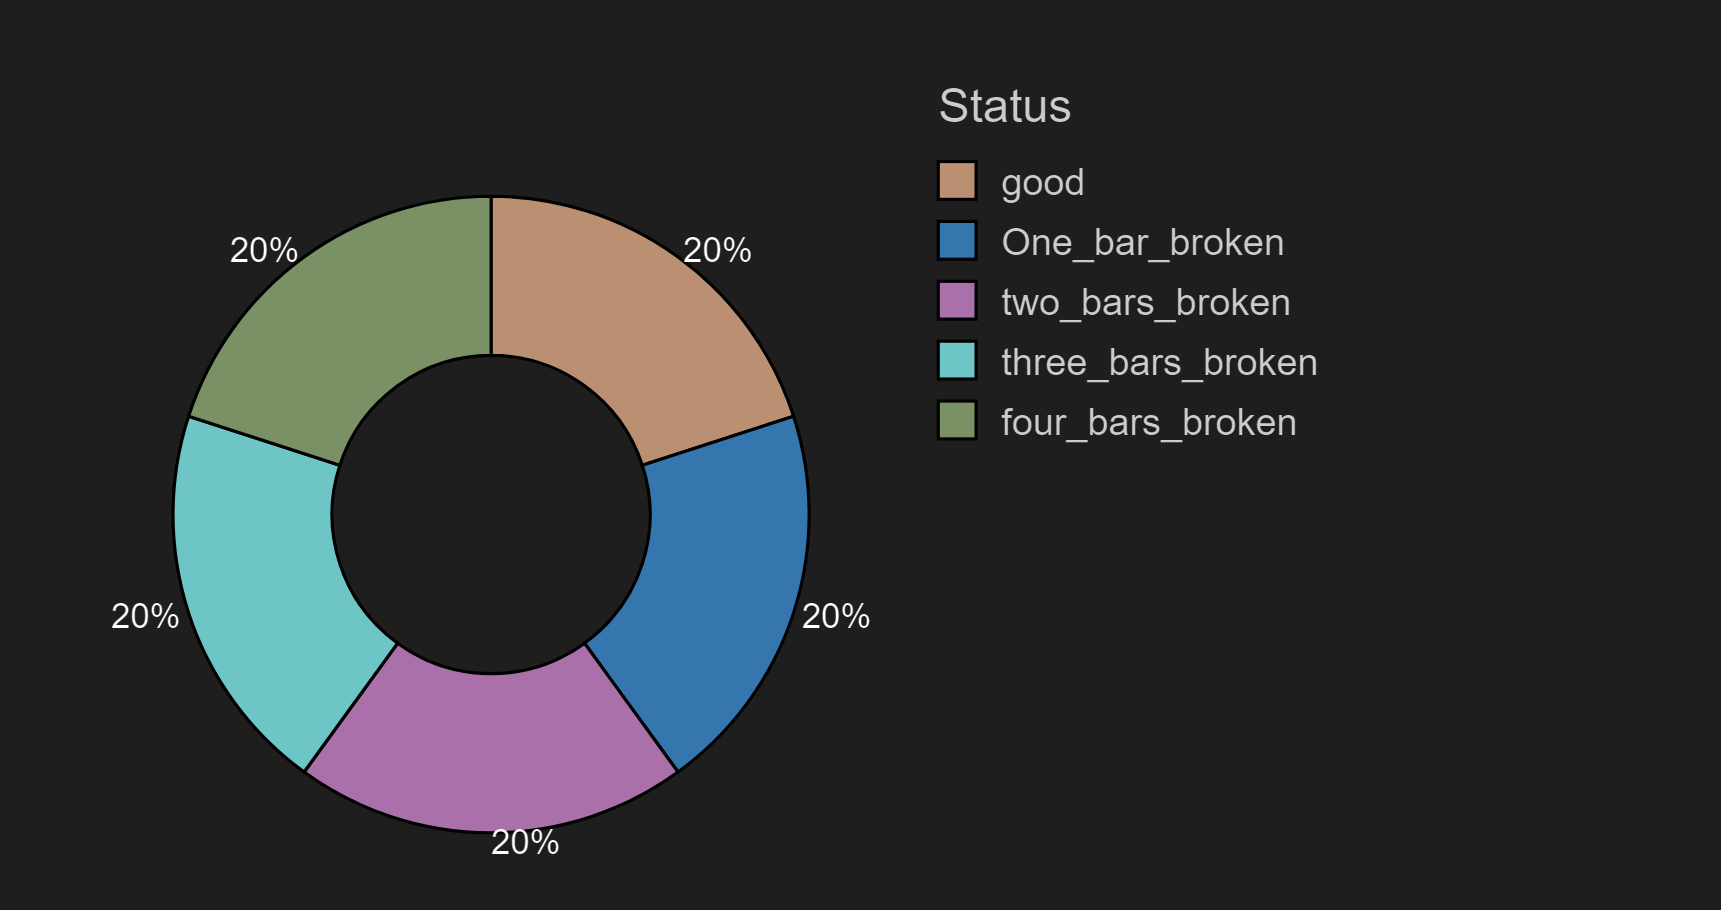 Status
good
One_bar_broken
two_bars_broken
three_bars_broken
four_bars_broken
20%
20%
20%
20%
20%